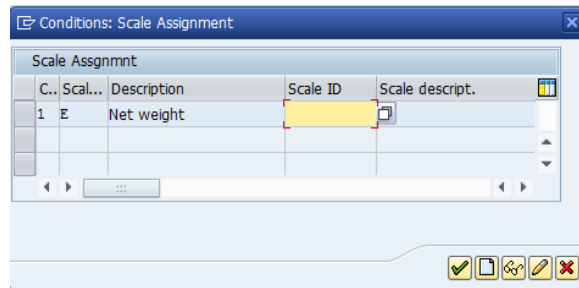 Conditions: Scale Assignment
Scale Assgnmnt
C.. Scal... Description Scale ID Scale descript.
1 E Net weight